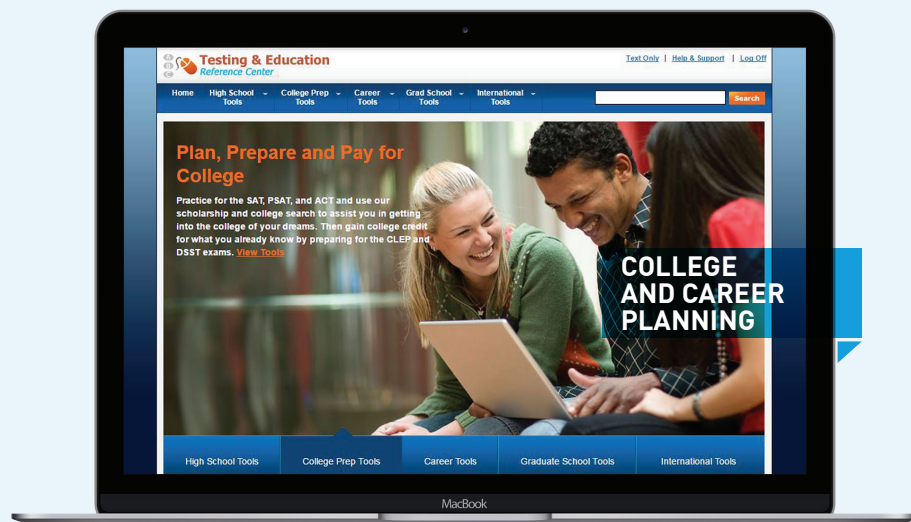 A
B
C
Testing & Education
Reference Center
Text Only | Help & Support | Log Off
Home
High School
Tools
College Prep
Tools
Career
Tools
Grad School
Tools
International
Tools
Search
Plan, Prepare and Pay for
College
Practice for the SAT, PSAT, and ACT and use our
scholarship and college search to assist you in getting
into the college of your dreams. Then gain college credit
for what you already know by preparing for the CLEP and
DSST exams. View Tools
COLLEGE
AND CAREER
PLANNING
High School Tools
College Prep Tools
Career Tools
Graduate School Tools
International Tools
MacBook